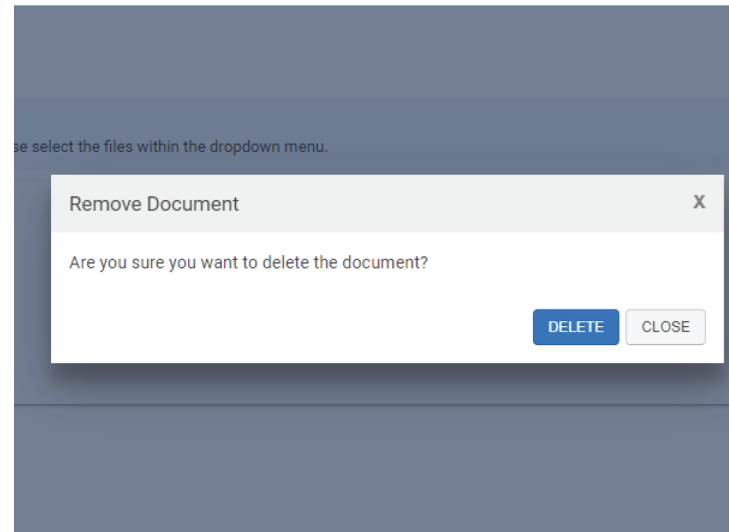 se select the files within the dropdown menu.
Remove Document X
Are you sure you want to delete the document?
DELETE CLOSE